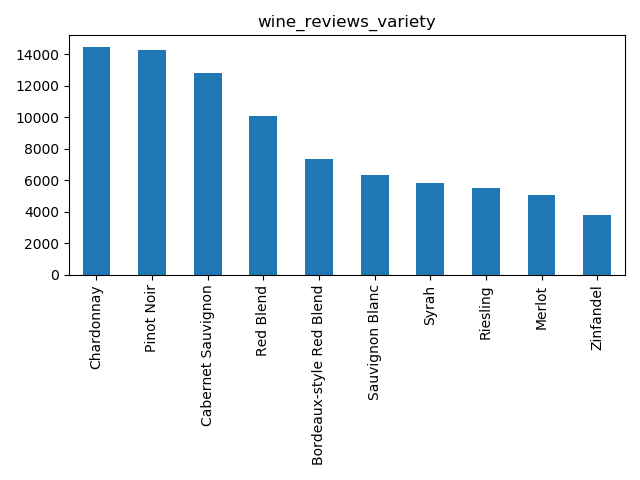 wine_reviews_variety
14000
12000
10000
8000
6000
4000
2000
0
Chardonnay
Pinot Noir
Cabernet Sauvignon
Red Blend
Bordeaux-style Red Blend
Sauvignon Blanc
Syrah
Riesling
Merlot
Zinfandel